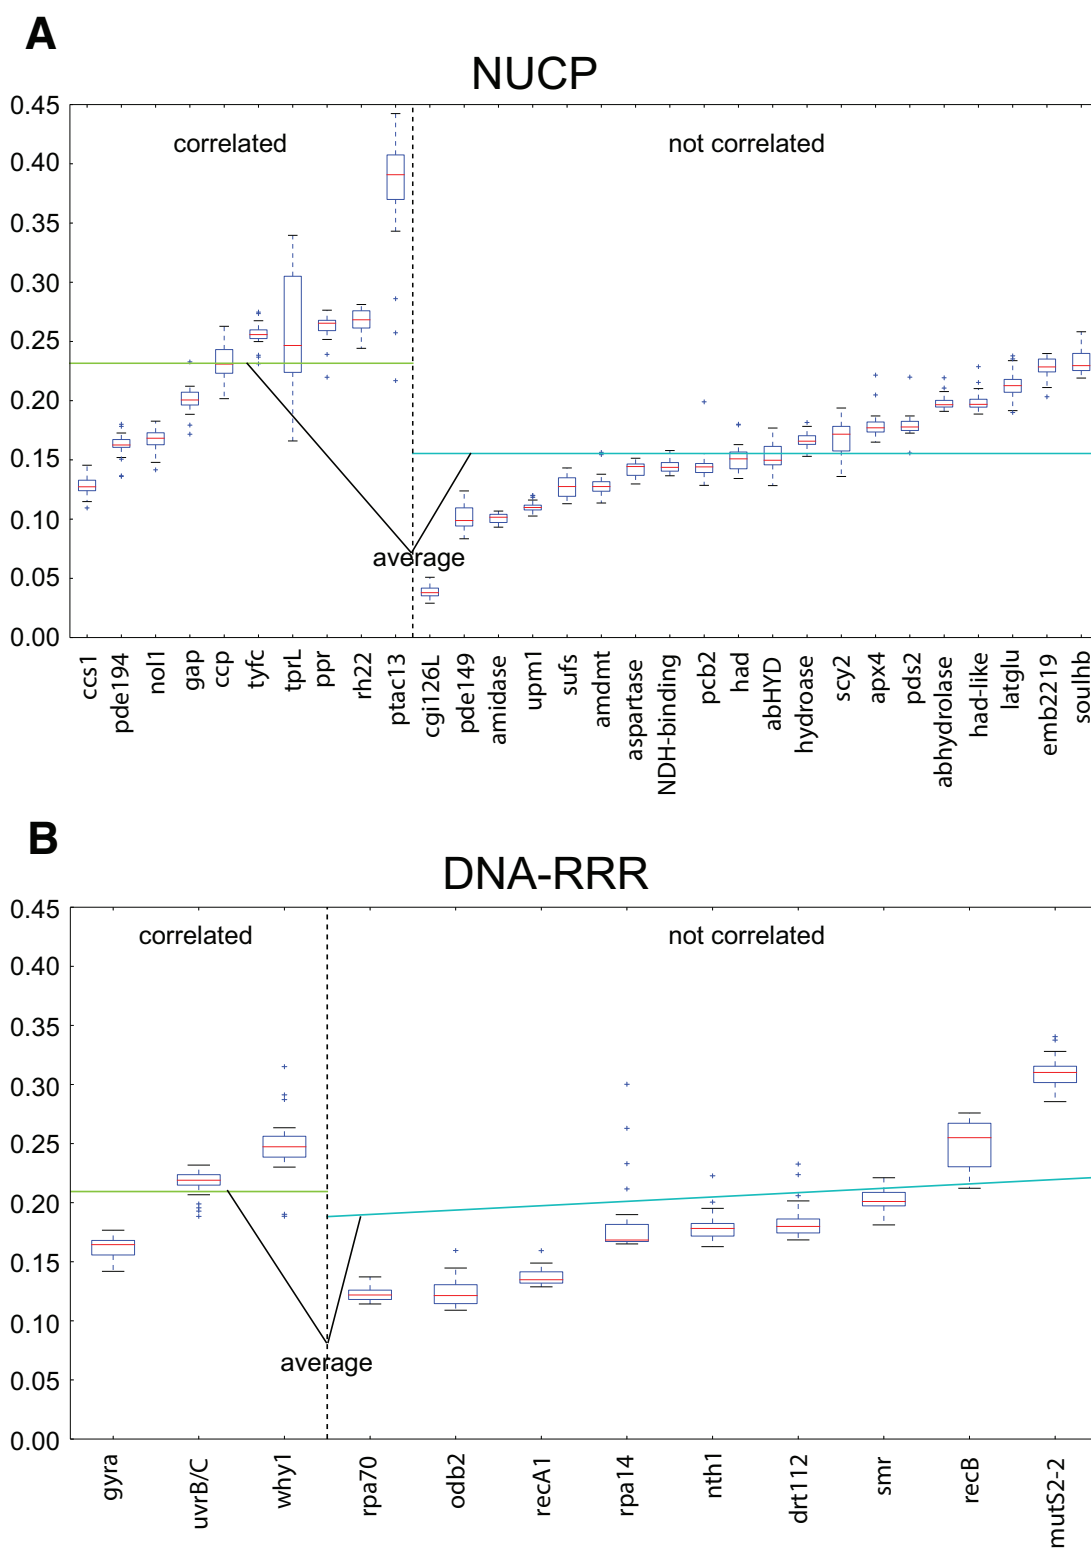 A
NUCP
0.45
0.40
0.35
0.30
0.25
0.20
0.15
0.10
0.05
0.00
correlated
not correlated
average
ccs1
pde194
nol1
gap
ccp
tyfc
tprL
ppr
rh22
ptac13
cgi126L
pde149
amidase
upm1
sufs
amdmt
aspartase
NDH-binding
pcb2
had
abHYD
hydroase
scy2
apx4
pds2
abhydrolase
had-like
latglu
emb2219
soulhb
B
DNA-RRR
0.45
0.40
0.35
0.30
0.25
0.20
0.15
0.10
0.05
0.00
correlated
not correlated
average
gyra
uvrB/C
why1
rpa70
odb2
recA1
rpa14
nth1
drt112
smr
recB
mutS2-2